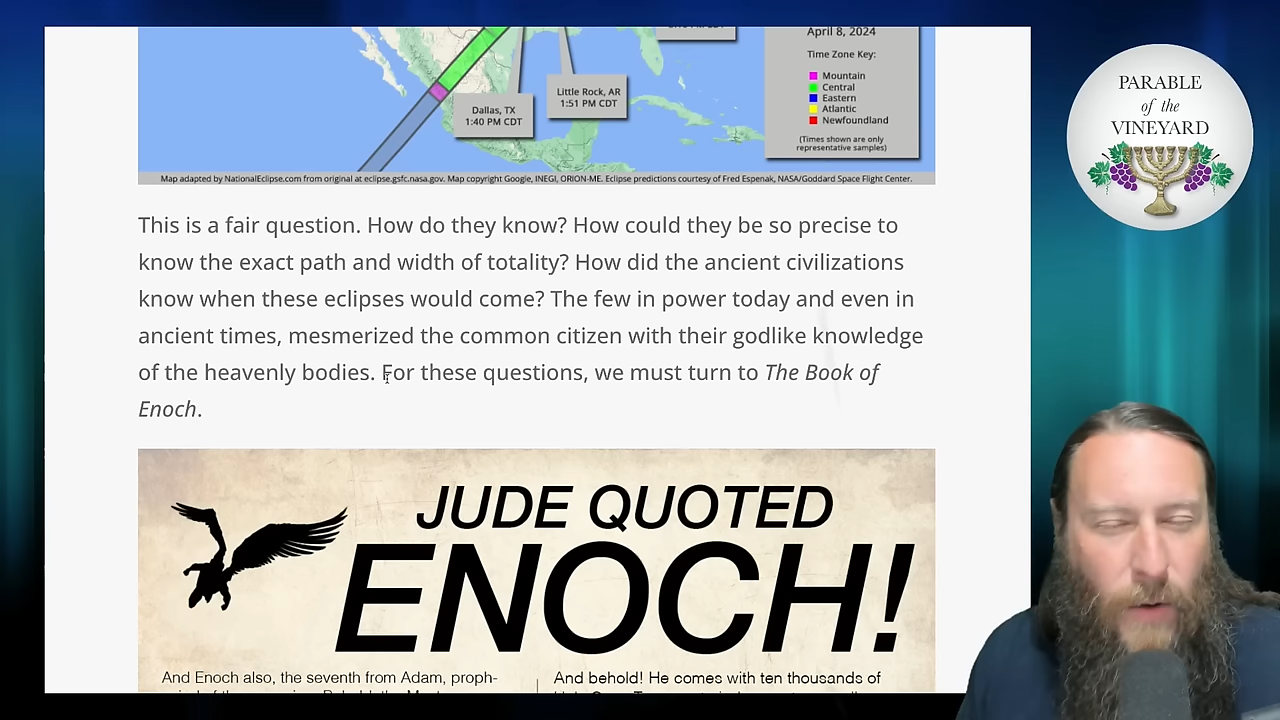 April 8, 2024
Time Zone Key:
Mountain
Central
Eastern
Atlantic
Newfoundland
(Times shown are only
representative samples)
Little Rock, AR
1:51 PM CDT
Dallas, TX
1:40 PM CDT
Map adapted by NationalEclipse.com from original at eclipse.gsfc.nasa.gov. Map copyright Google, INEGI, ORION-ME. Eclipse predictions courtesy of Fred Espenak, NASA/Goddard Space Flight Center.
PARABLE
of the
VINEYARD
This is a fair question. How do they know? How could they be so precise to
know the exact path and width of totality? How did the ancient civilizations
know when these eclipses would come? The few in power today and even in
ancient times, mesmerized the common citizen with their godlike knowledge
of the heavenly bodies. For these questions, we must turn to The Book of
Enoch.
JUDE QUOTED
ENOCH!
And Enoch also, the seventh from Adam, proph-
And behold! He comes with ten thousands of